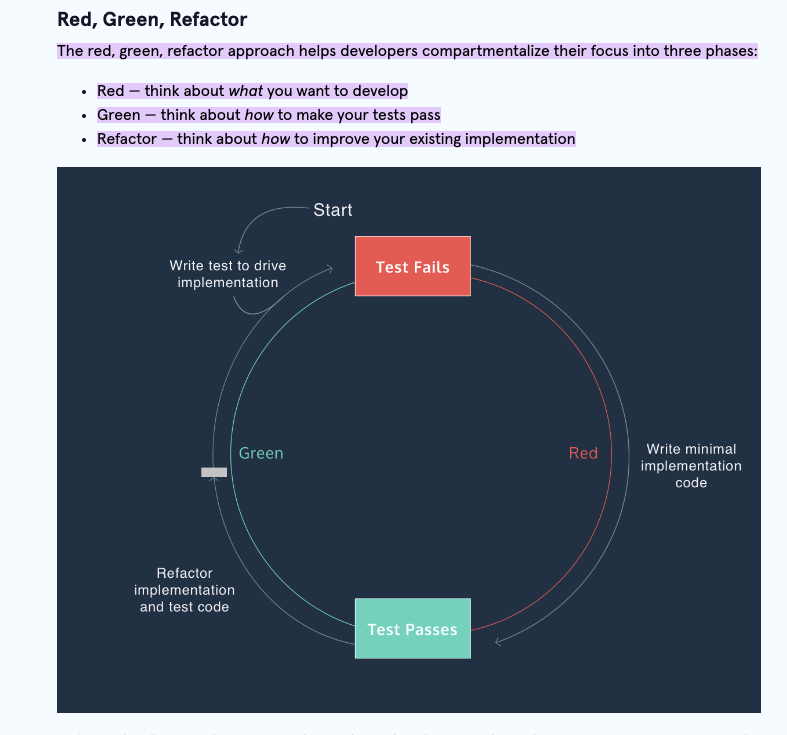 Red, Green, Refactor
The red, green, refactor approach helps developers compartmentalize their focus into three phases:
Red — think about what you want to develop
Green — think about how to make your tests pass
Refactor — think about how to improve your existing implementation
Start
Write test to drive
implementation
Test Fails
Green
Red
Write minimal
implementation
code
Refactor
implementation
and test code
Test Passes